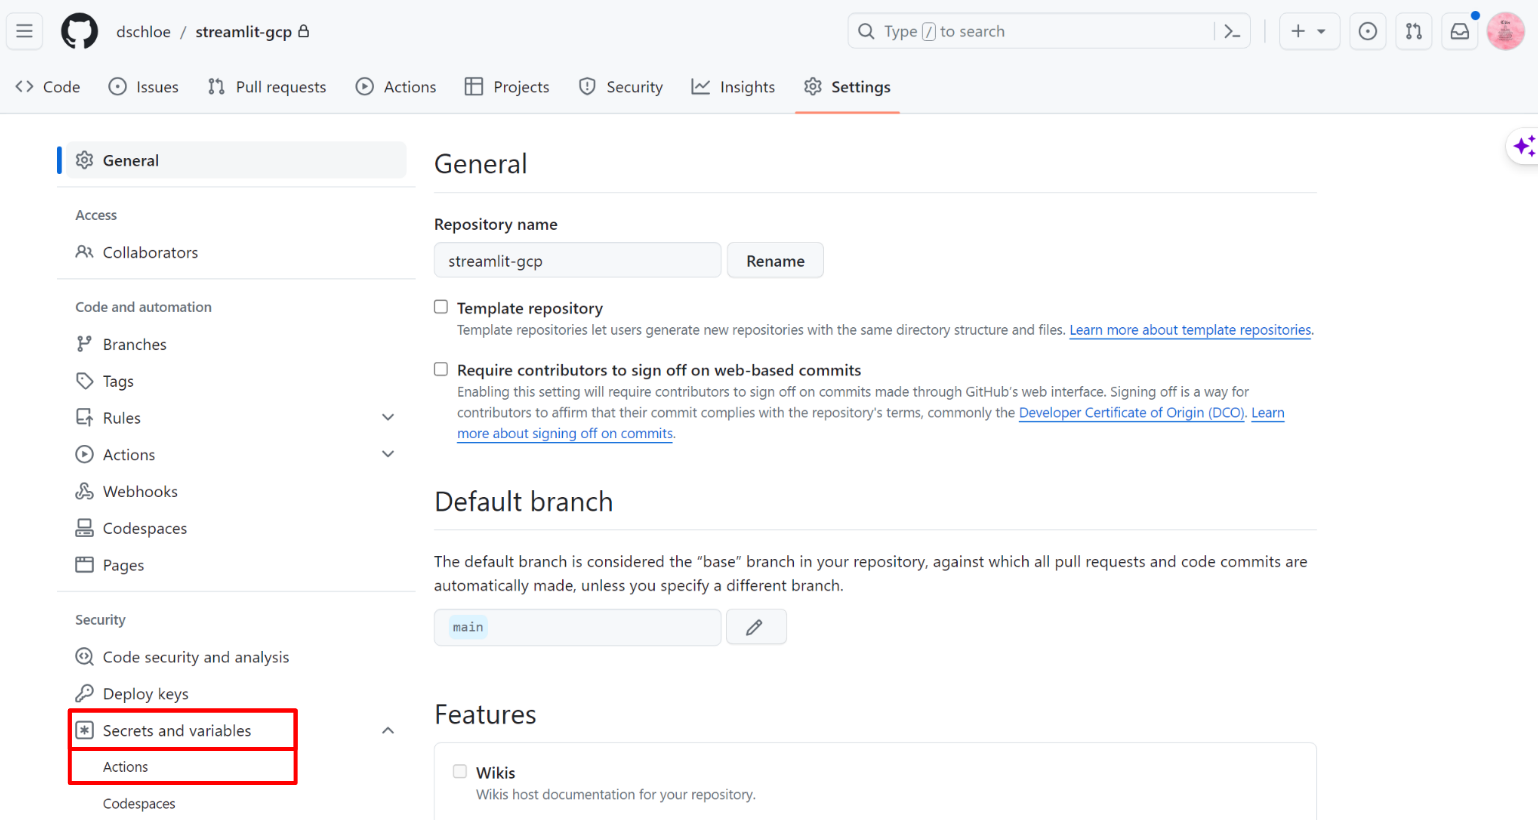 dschloe / streamlit-gcp
Type / to search
Code
Issues
Pull requests
Actions
Projects
Security
Insights
Settings
General
Access
Collaborators
Code and automation
Branches
Tags
Rules
Actions
Webhooks
Codespaces
Pages
Security
Code security and analysis
Deploy keys
Secrets and variables
Actions
Codespaces
General
Repository name
streamlit-gcp
Rename
Template repository
Template repositories let users generate new repositories with the same directory structure and files. Learn more about template repositories.
Require contributors to sign off on web-based commits
Enabling this setting will require contributors to sign off on commits made through GitHub's web interface. Signing off is a way for
contributors to affirm that their commit complies with the repository's terms, commonly the Developer Certificate of Origin (DCO). Learn
more about signing off on commits.
Default branch
The default branch is considered the “base” branch in your repository, against which all pull requests and code commits are
automatically made, unless you specify a different branch.
main
Features
Wikis
Wikis host documentation for your repository.